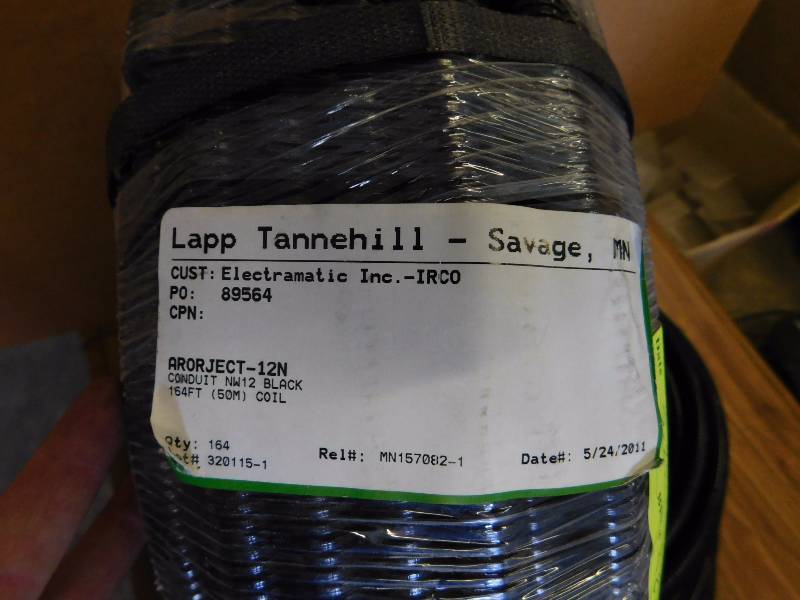 Lapp Tannehill - Savage, MN
CUST: Electramatic Inc.-IRCO
PO: 89564
CPN:
ARORJECT-12N
CONDUIT NW12 BLACK
164FT (50M) COIL
Qty: 164
Rel#: MN157082-1
Date#: 5/24/2011
320115-1